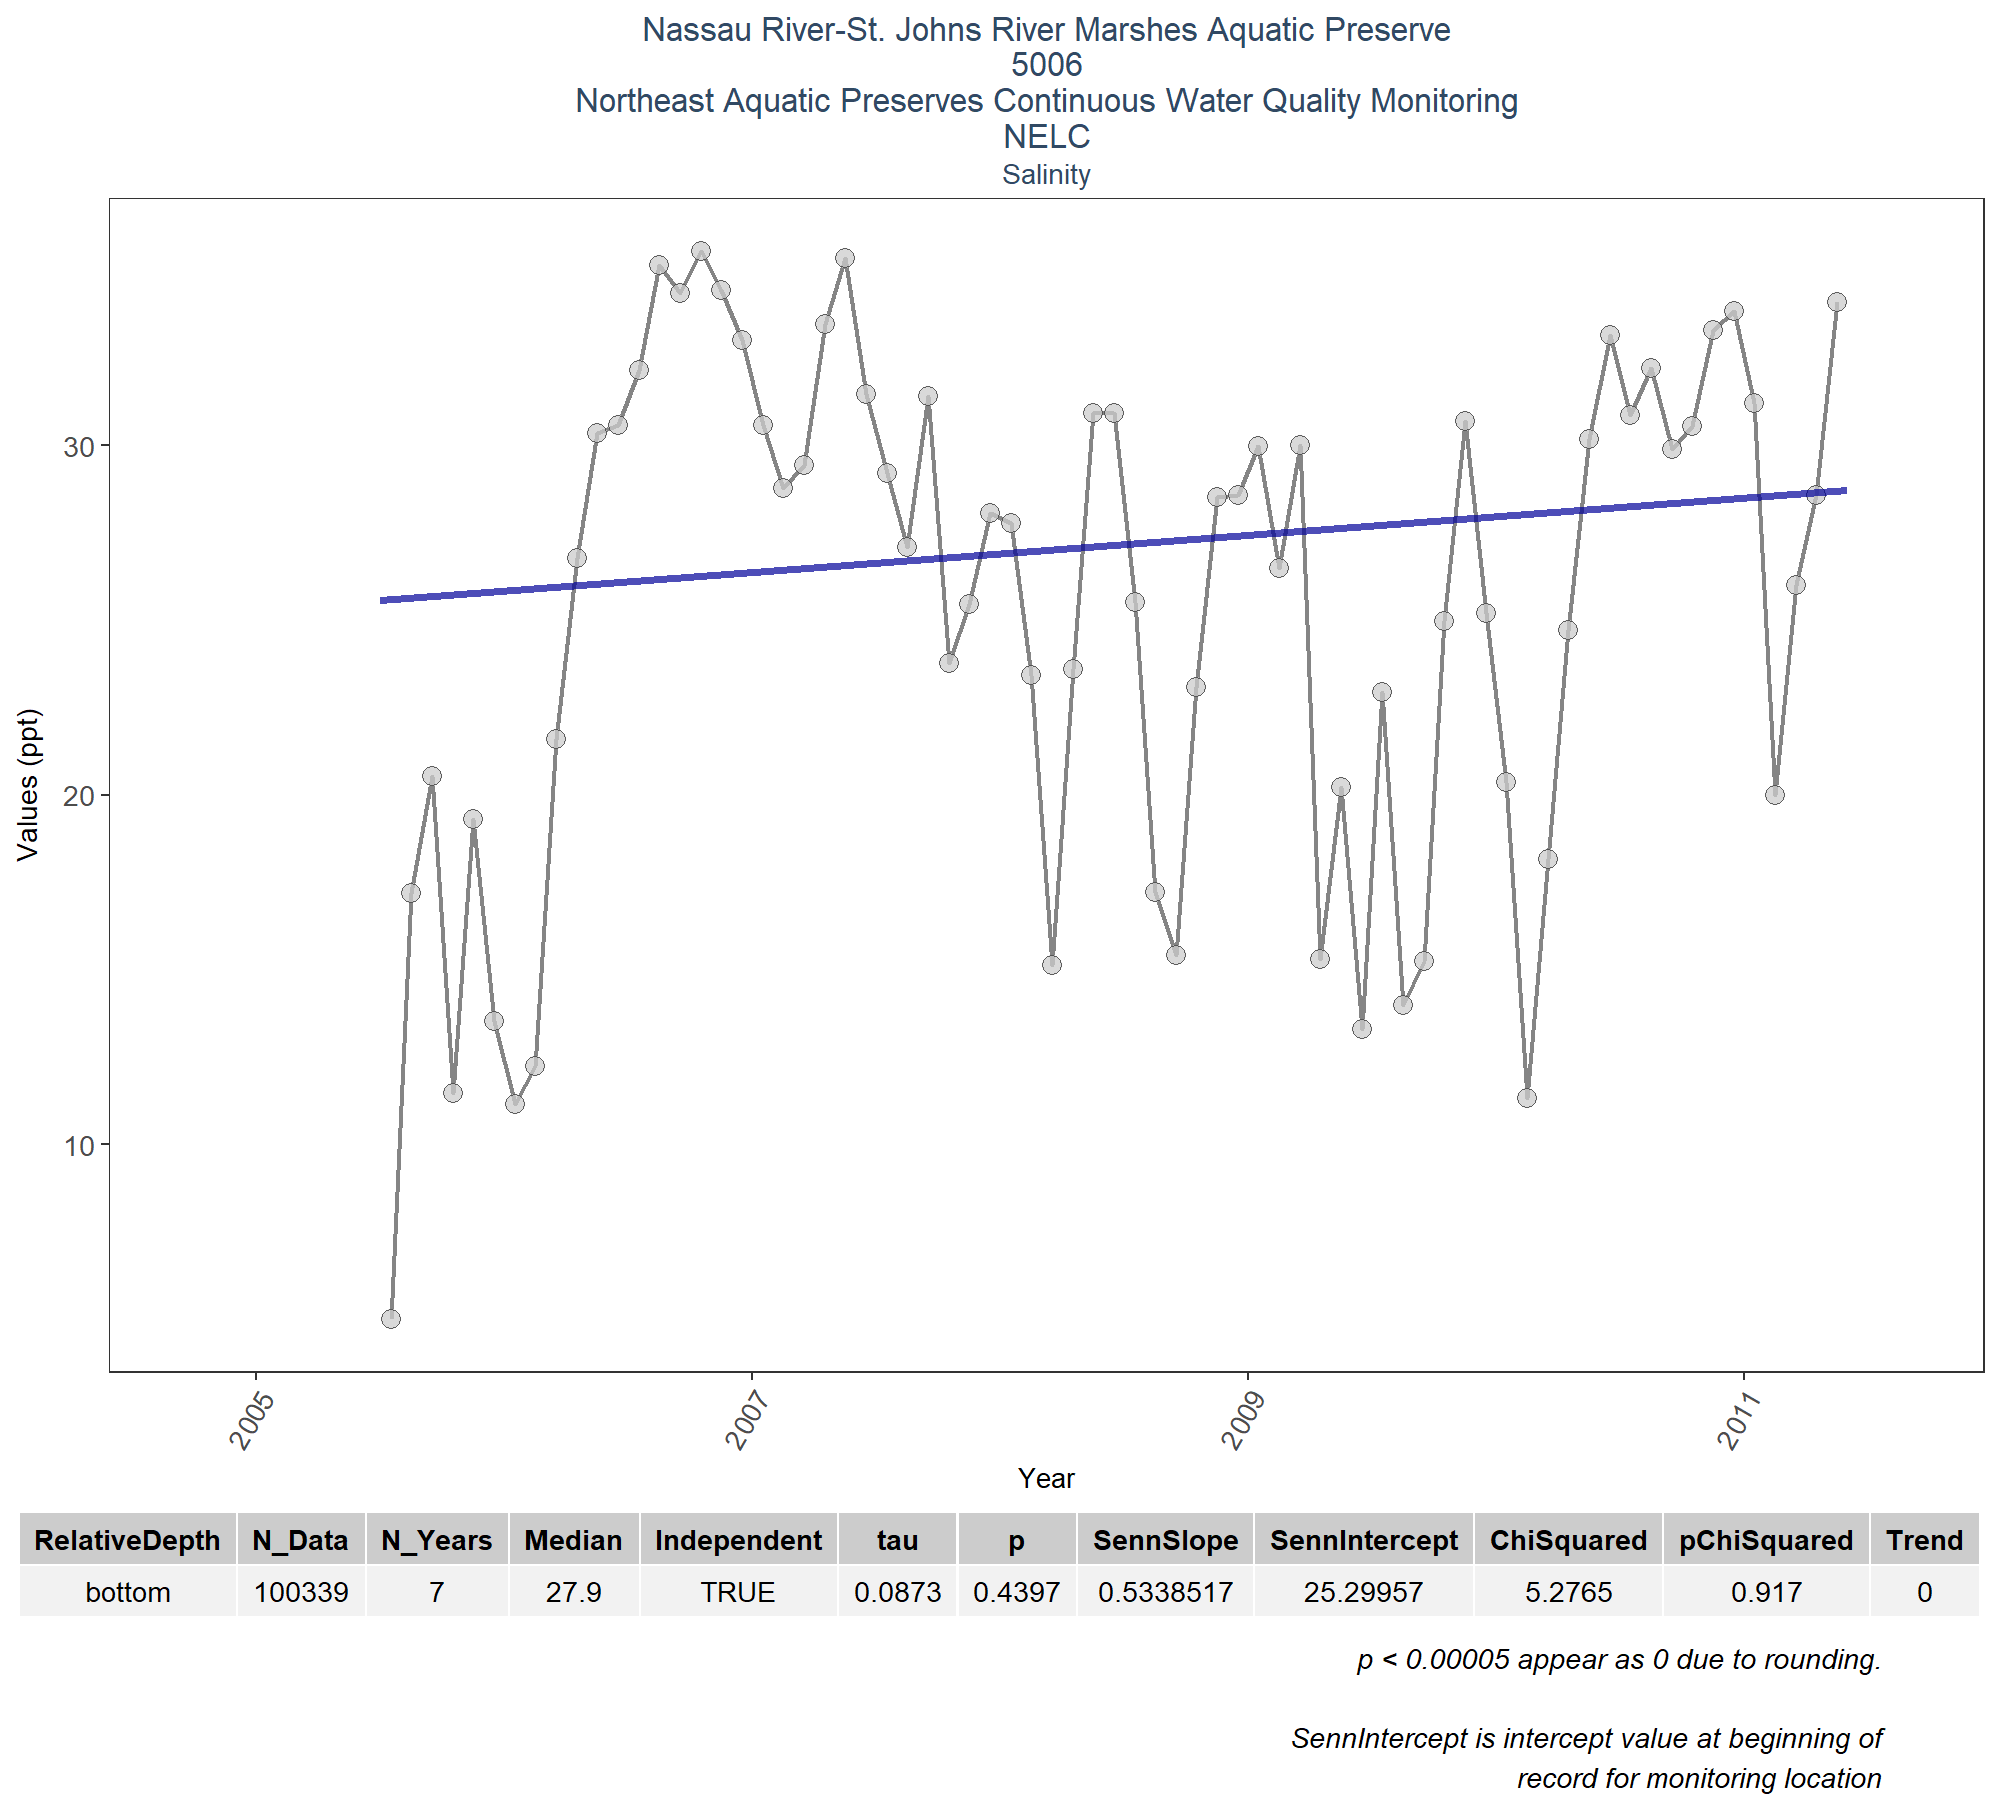 Nassau River-St. Johns River Marshes Aquatic Preserve
5006
Northeast Aquatic Preserves Continuous Water Quality Monitoring
NELC
Salinity
Values (ppt)
30
20
10
2005 2007 2009 2011
Year
RelativeDepth N_Data N_Years Median Independent tau p SennSlope SennIntercept ChiSquared pChiSquared Trend
bottom 100339 7 27.9 TRUE 0.0873 0.4397 0.5338517 25.29957 5.2765 0.917 0
p < 0.00005 appear as 0 due to rounding.
SennIntercept is intercept value at beginning of
record for monitoring location